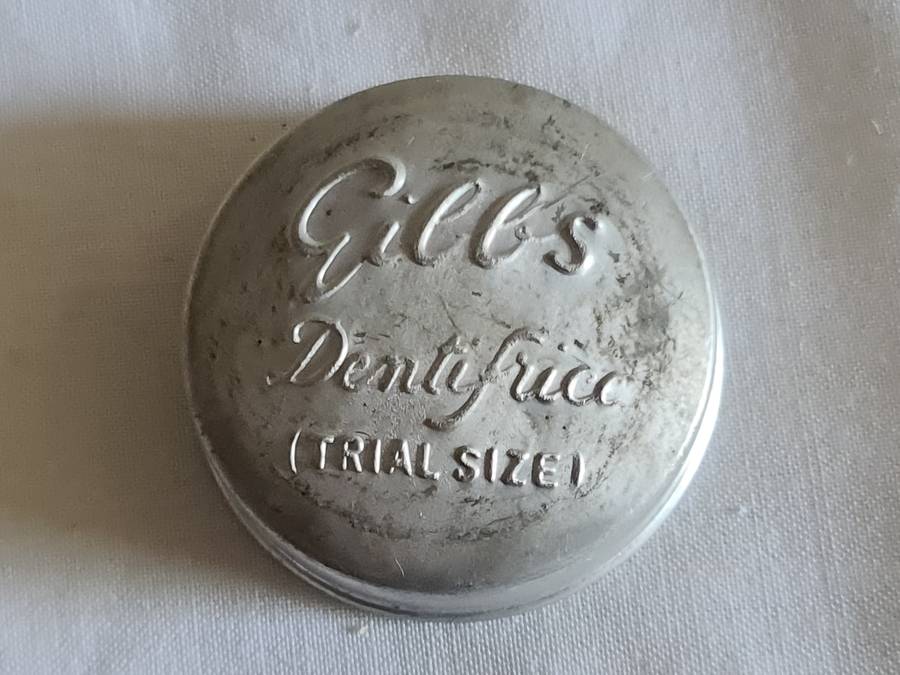 Gibbs
Dentifrice
(TRIAL SIZE)